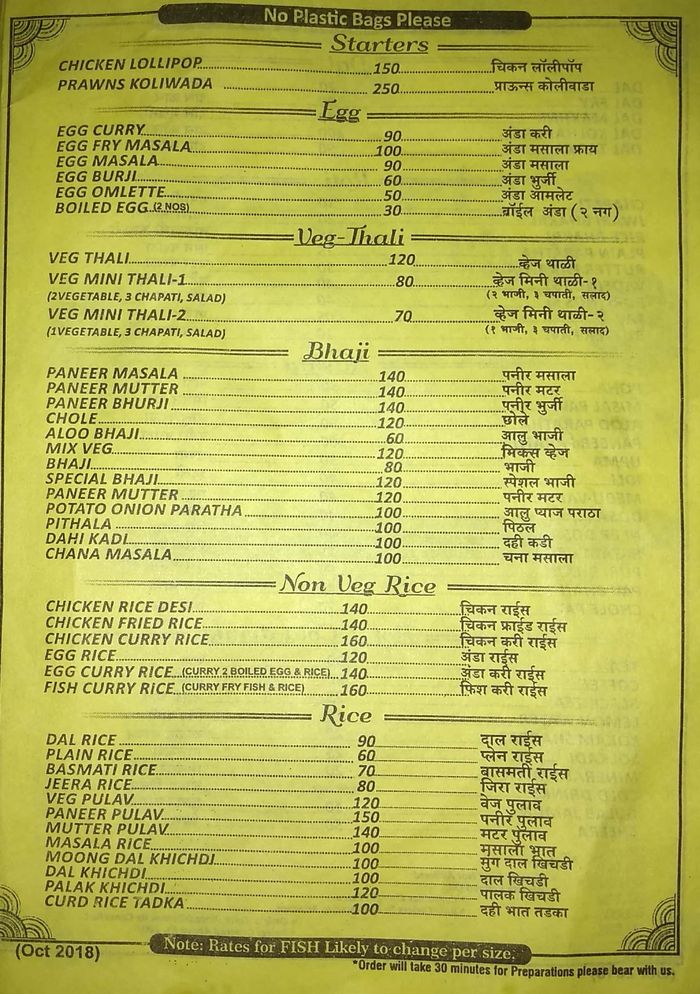 No Plastic Bags Please
Starters
CHICKEN LOLLIPOP 150 चिकन लॉलीपॉप
PRAWNS KOLIWADA 250 प्राऊन्स कोलीवाडा
Egg
EGG CURRY 90 अंडा करी
EGG FRY MASALA 100 अंडा मसाला फ्राय
EGG MASALA 90 अंडा मसाला
EGG BURJI 60 अंडा भुर्जी
EGG OMLETTE 50 अंडा आमलेट
BOILED EGG (2 NOS) 30 बॉईल अंडा (२ नग)
Veg-Thali
VEG THALI 120 व्हेज थाळी
VEG MINI THALI-1 80 व्हेज मिनी थाळी-१
(2VEGETABLE, 3 CHAPATI, SALAD) (२ भाजी, ३ चपाती, सलाद)
VEG MINI THALI-2 70 व्हेज मिनी थाळी-२
(1VEGETABLE, 3 CHAPATI, SALAD) (१ भाजी, ३ चपाती, सलाद)
Bhaji
PANEER MASALA 140 पनीर मसाला
PANEER MUTTER 140 पनीर मटर
PANEER BHURJI 140 पनीर भुर्जी
CHOLE 120 छोले
ALOO BHAJI 60 आलु भाजी
MIX VEG 120 मिक्स व्हेज
BHAJI 80 भाजी
SPECIAL BHAJI 120 स्पेशल भाजी
PANEER MUTTER 120 पनीर मटर
POTATO ONION PARATHA 100 आलु प्याज पराठा
PITHALA 100 पिठल
DAHI KADI 100 दही कडी
CHANA MASALA 100 चना मसाला
Non Veg Rice
CHICKEN RICE DESI 140 चिकन राईस
CHICKEN FRIED RICE 140 चिकन फ्राईड राईस
CHICKEN CURRY RICE 160 चिकन करी राईस
EGG RICE 120 अंडा राईस
EGG CURRY RICE (CURRY 2 BOILED EGG & RICE) 140 अंडा करी राईस
FISH CURRY RICE (CURRY FRY FISH & RICE) 160 फ़िश करी राईस
Rice
DAL RICE 90 दाल राईस
PLAIN RICE 60 प्लेन राईस
BASMATI RICE 70 बासमती राईस
JEERA RICE 80 जिरा राईस
VEG PULAV 120 वेज पुलाव
PANEER PULAV 150 पनीर पुलाव
MUTTER PULAV 140 मटर पुलाव
MASALA RICE 100 मसाला भात
MOONG DAL KHICHDI 100 मुग दाल खिचडी
DAL KHICHDI 100 दाल खिचडी
PALAK KHICHDI 120 पालक खिचडी
CURD RICE TADKA 100 दही भात तडका
(Oct 2018)
Note: Rates for FISH Likely to change per size.
*Order will take 30 minutes for Preparations please bear with us.